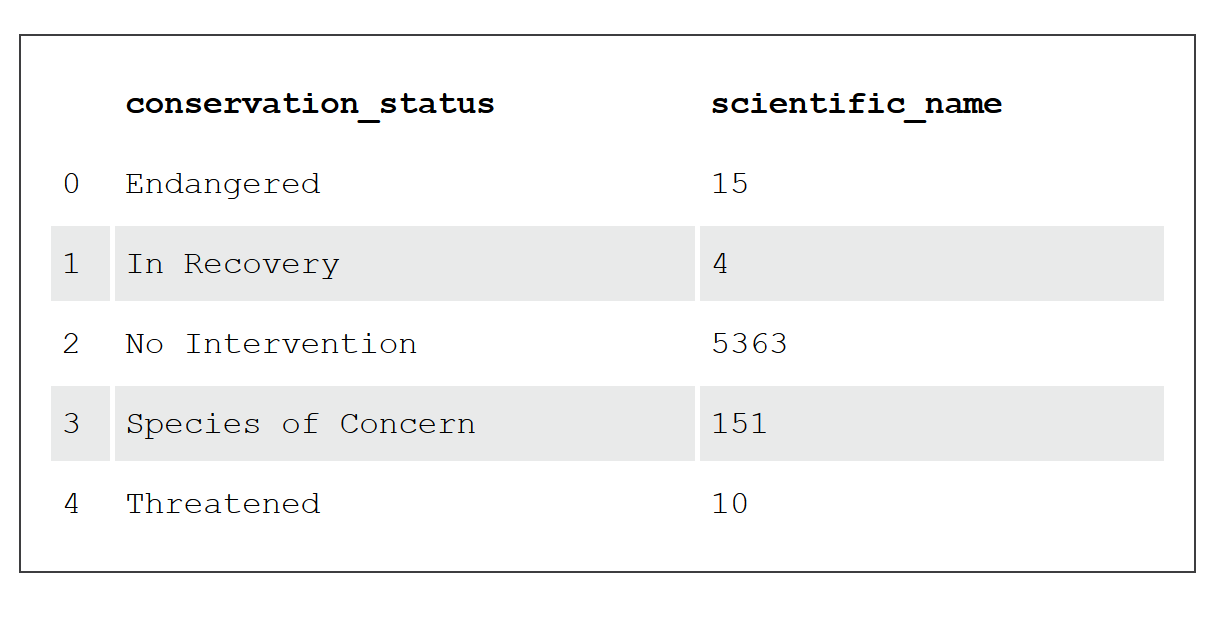 conservation_status scientific_name
0 Endangered 15
1 In Recovery 4
2 No Intervention 5363
3 Species of Concern 151
4 Threatened 10